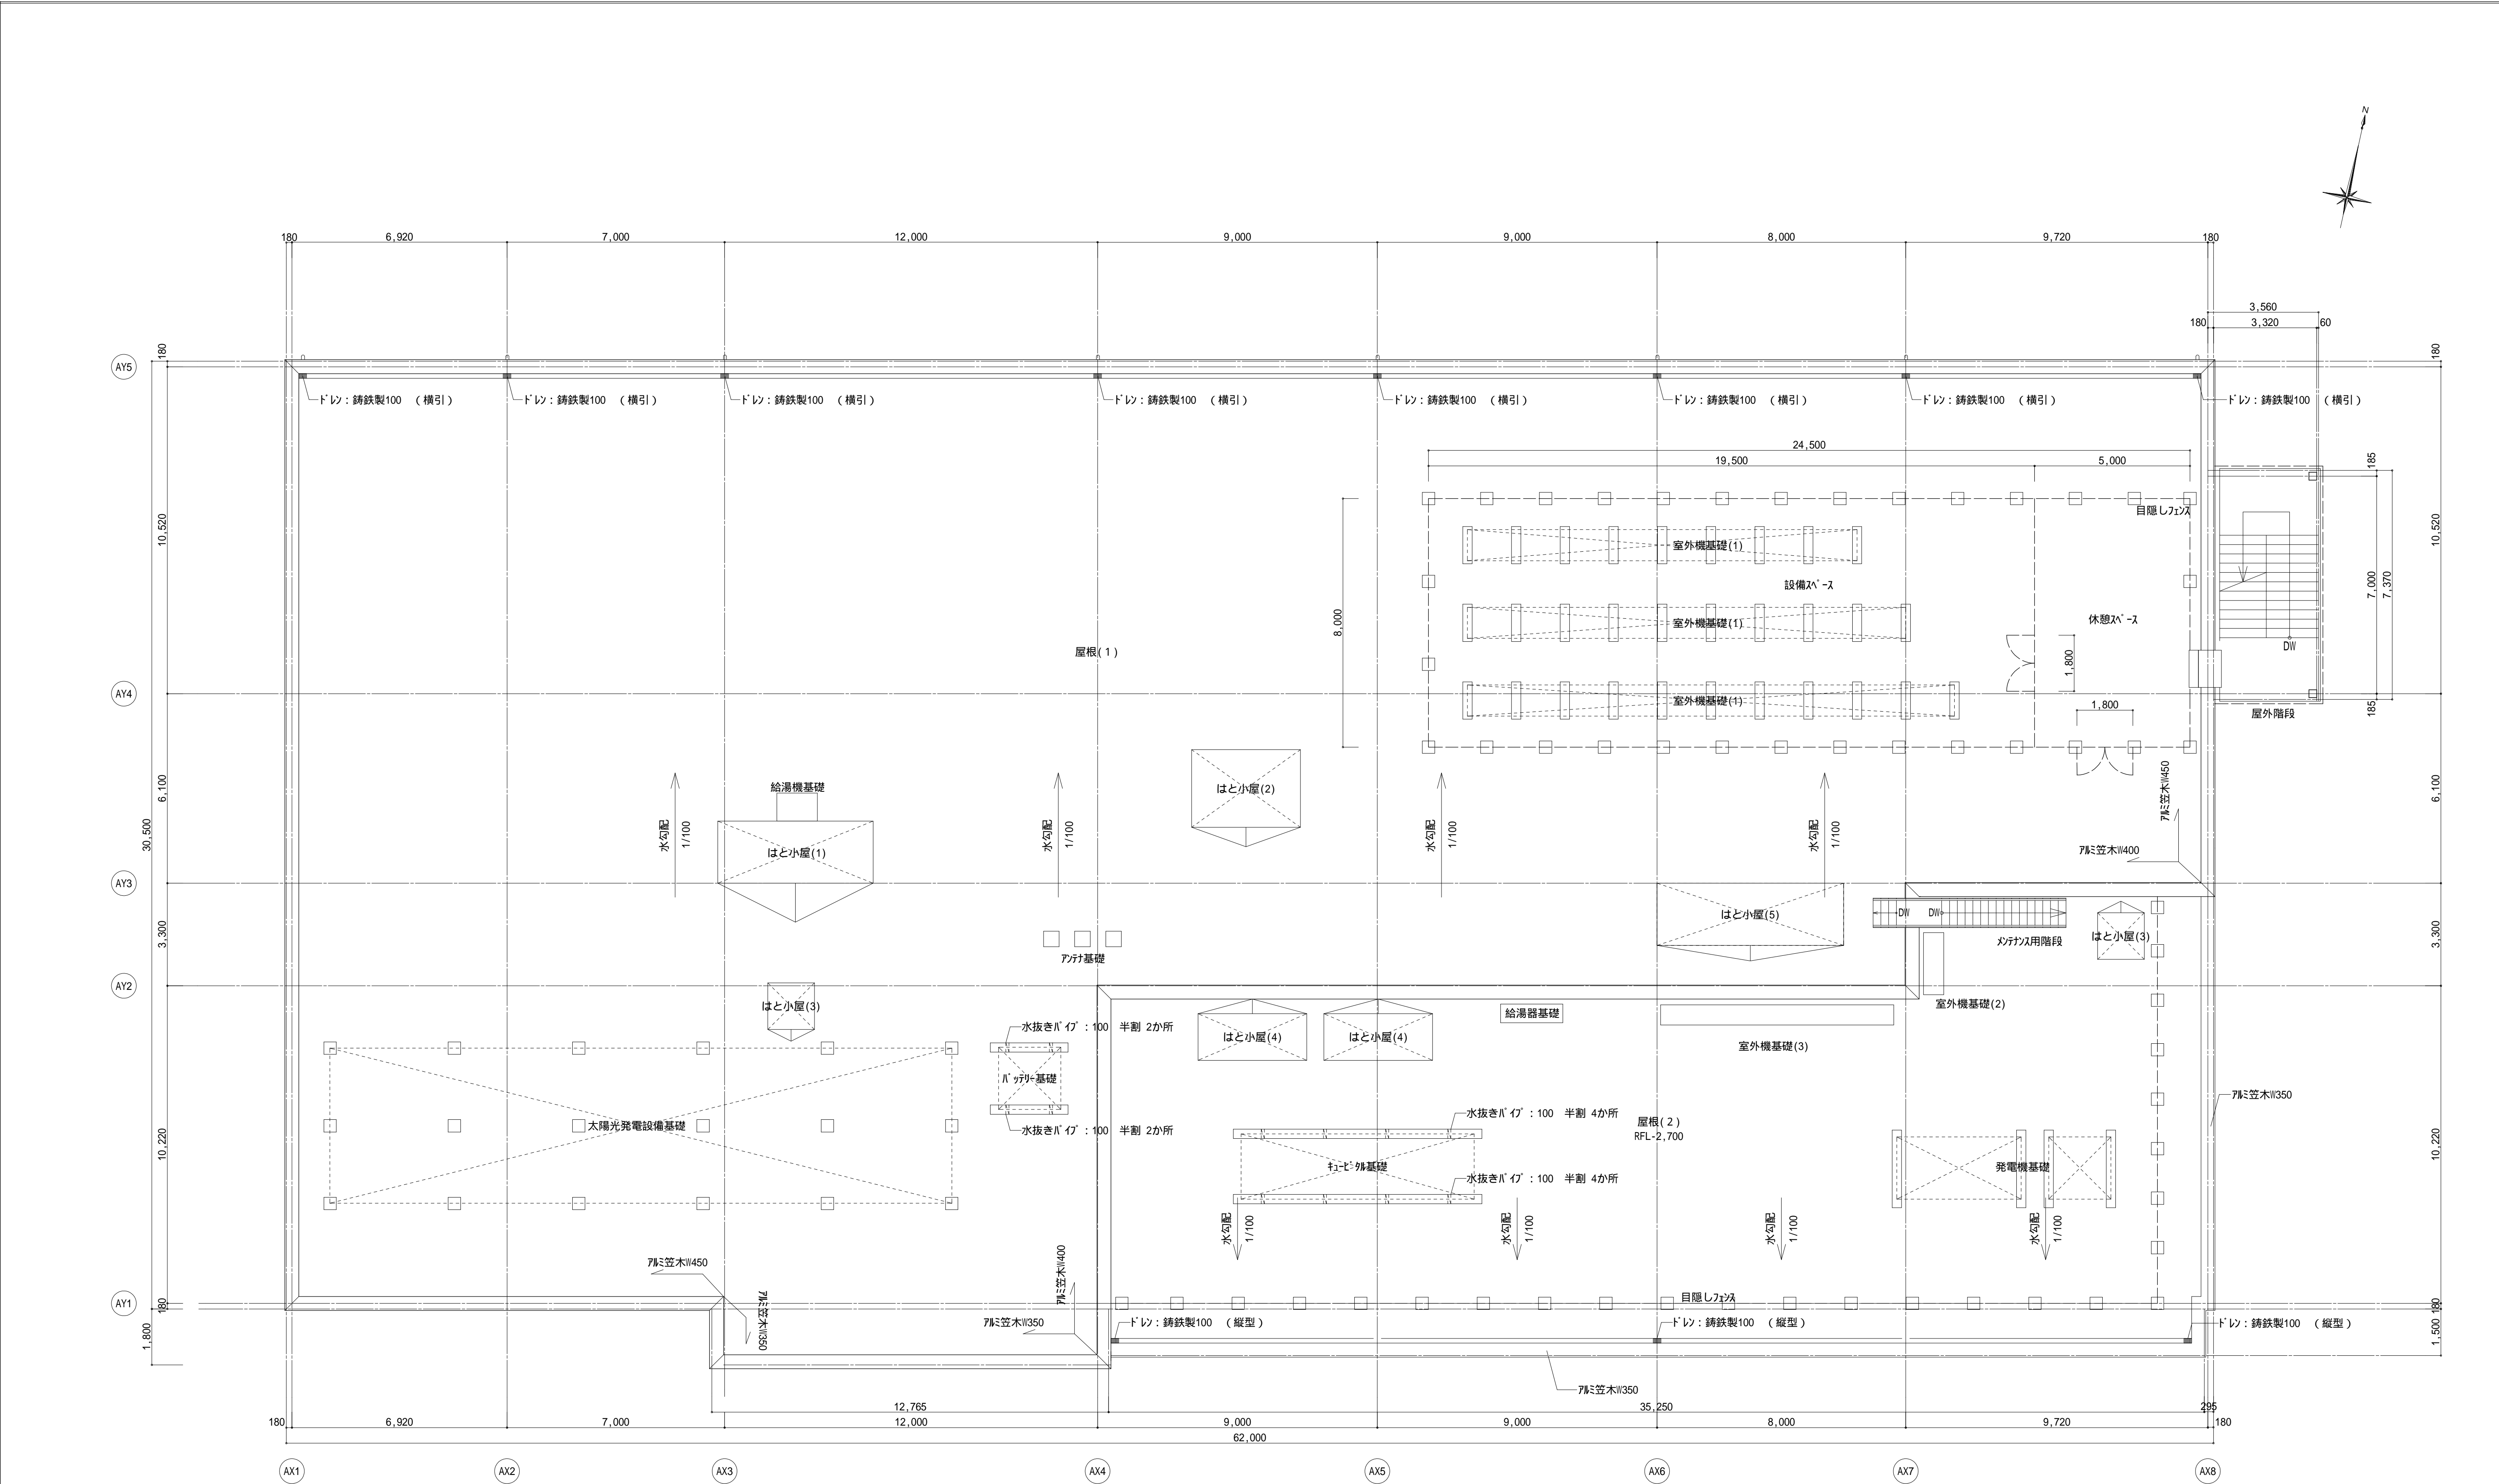 N
180 6,920 7,000 12,000 9,000 9,000 8,000 9,720 180
3,560
180 3,320 60
180
180
AY5
ﾄﾞﾚﾝ：鋳鉄製100　（横引）
ﾄﾞﾚﾝ：鋳鉄製100　（横引）
ﾄﾞﾚﾝ：鋳鉄製100　（横引）
ﾄﾞﾚﾝ：鋳鉄製100　（横引）
ﾄﾞﾚﾝ：鋳鉄製100　（横引）
ﾄﾞﾚﾝ：鋳鉄製100　（横引）
ﾄﾞﾚﾝ：鋳鉄製100　（横引）
ﾄﾞﾚﾝ：鋳鉄製100　（横引）
24,500
19,500 5,000
185
目隠しﾌｪﾝｽ
10,520
10,520
室外機基礎(1)
設備ｽﾍﾟｰｽ
7,000
7,370
8,000
室外機基礎(1)
休憩ｽﾍﾟｰｽ
DW
屋根(１)
1,800
AY4
室外機基礎(1)
1,800
185
屋外階段
6,100
給湯機基礎
はと小屋(2)
ｱﾙﾐ笠木W450
6,100
30,500
水勾配
1/100
水勾配
1/100
水勾配
1/100
水勾配
1/100
はと小屋(1)
ｱﾙﾐ笠木W400
AY3
はと小屋(5)
DW
DW
3,300
ｱﾝﾃﾅ基礎
ﾒﾝﾃﾅﾝｽ用階段
はと小屋(3)
3,300
AY2
はと小屋(3)
室外機基礎(2)
給湯器基礎
水抜きﾊﾟｲﾌﾟ：100　半割 2か所
はと小屋(4)
はと小屋(4)
室外機基礎(3)
ﾊﾞｯﾃﾘｰ基礎
ｱﾙﾐ笠木W350
太陽光発電設備基礎
水抜きﾊﾟｲﾌﾟ：100　半割 2か所
水抜きﾊﾟｲﾌﾟ：100　半割 4か所
屋根(２)
RFL-2,700
10,220
10,220
ｷｭｰﾋﾞｸﾙ基礎
発電機基礎
水抜きﾊﾟｲﾌﾟ：100　半割 4か所
水勾配
1/100
水勾配
1/100
水勾配
1/100
水勾配
1/100
ｱﾙﾐ笠木W450
ｱﾙﾐ笠木W400
目隠しﾌｪﾝｽ
AY1
180
180
ｱﾙﾐ笠木W350
ｱﾙﾐ笠木W350
ﾄﾞﾚﾝ：鋳鉄製100　（縦型）
ﾄﾞﾚﾝ：鋳鉄製100　（縦型）
ﾄﾞﾚﾝ：鋳鉄製100　（縦型）
1,800
1,500
ｱﾙﾐ笠木W350
12,765 35,250 295
180 6,920 7,000 12,000 9,000 9,000 8,000 9,720 180
62,000
AX1 AX2 AX3 AX4 AX5 AX6 AX7 AX8